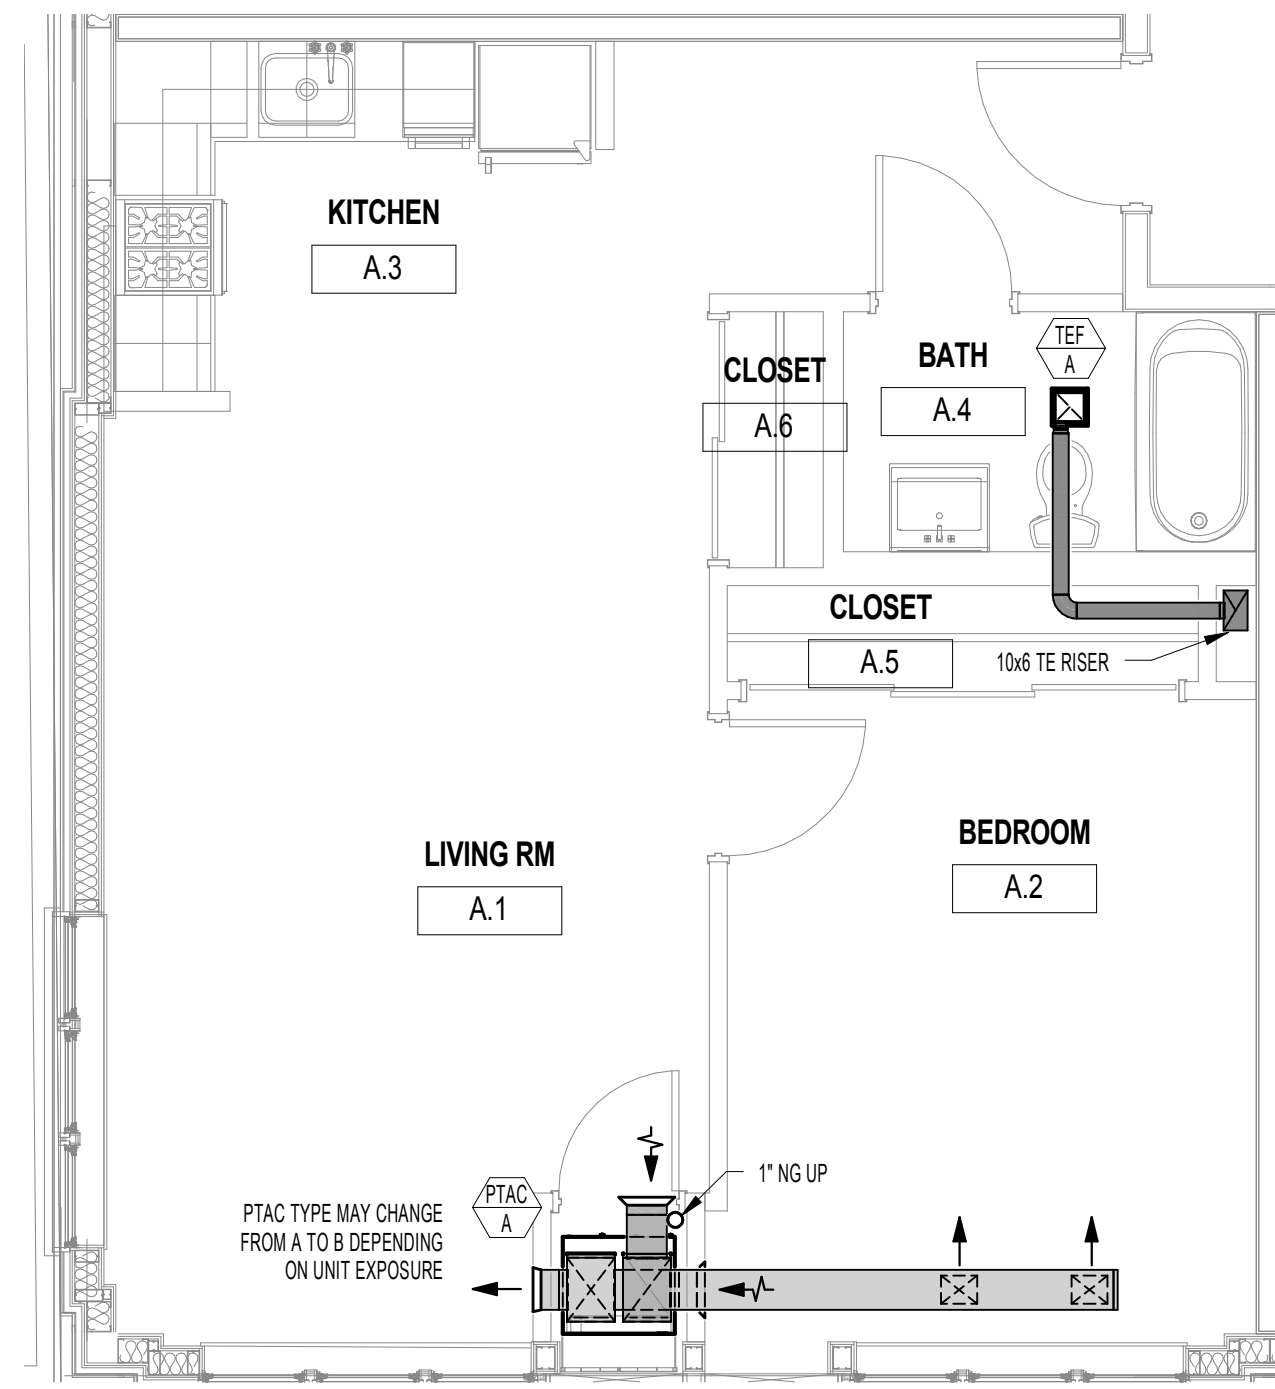 KITCHEN
A.3
TEF
A
BATH
A.4
CLOSET
A.6
CLOSET
A.5
10x6 TE RISER
BEDROOM
A.2
LIVING RM
A.1
1" NG UP
PTAC
A
PTAC TYPE MAY CHANGE
FROM A TO B DEPENDING
ON UNIT EXPOSURE